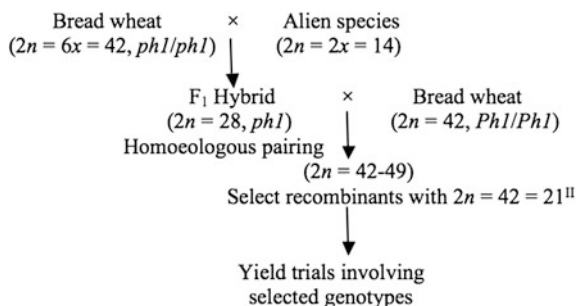 Bread wheat × Alien species
(2n = 6x = 42, ph1/ph1) (2n = 2x = 14)
F₁ Hybrid × Bread wheat
(2n = 28, ph1) (2n = 42, Ph1/Ph1)
Homoeologous pairing
(2n = 42-49)
Select recombinants with 2n = 42 = 21ᴵᴵ
Yield trials involving
selected genotypes